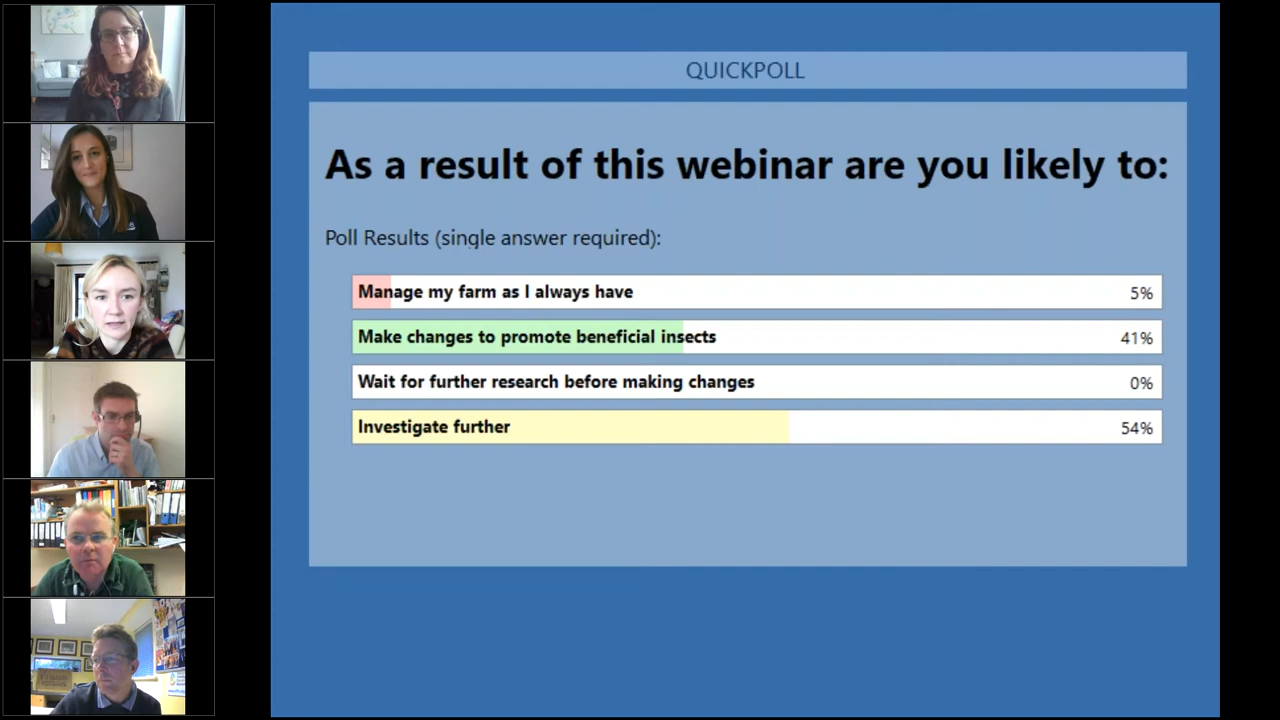 QUICKPOLL
As a result of this webinar are you likely to:
Poll Results (single answer required):
Manage my farm as I always have 5%
Make changes to promote beneficial insects 41%
Wait for further research before making changes 0%
Investigate further 54%